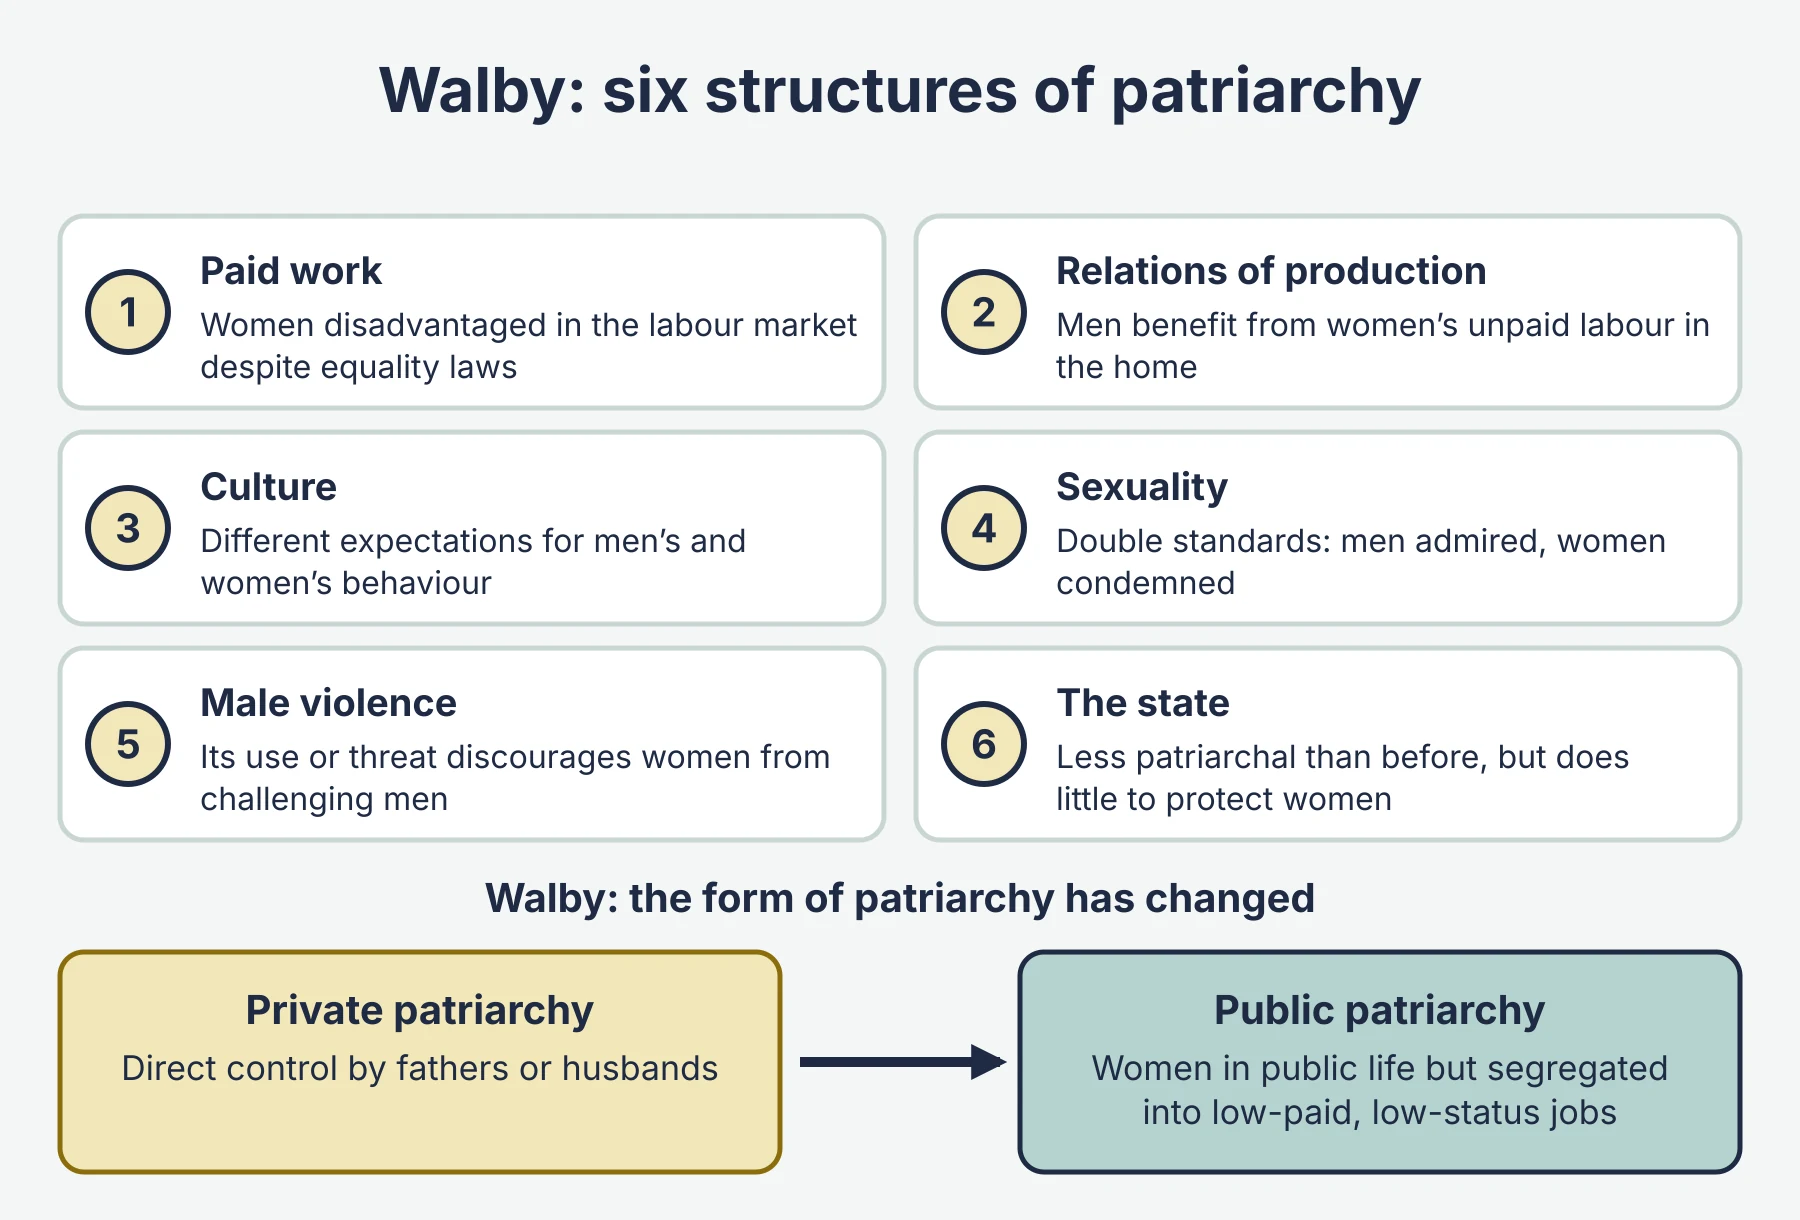 Walby: six structures of patriarchy
1
Paid work
Women disadvantaged in the labour market
despite equality laws
2
Relations of production
Men benefit from women’s unpaid labour in
the home
3
Culture
Different expectations for men’s and
women’s behaviour
4
Sexuality
Double standards: men admired, women
condemned
5
Male violence
Its use or threat discourages women from
challenging men
6
The state
Less patriarchal than before, but does
little to protect women
Walby: the form of patriarchy has changed
Private patriarchy
Direct control by fathers or husbands
Public patriarchy
Women in public life but segregated
into low-paid, low-status jobs